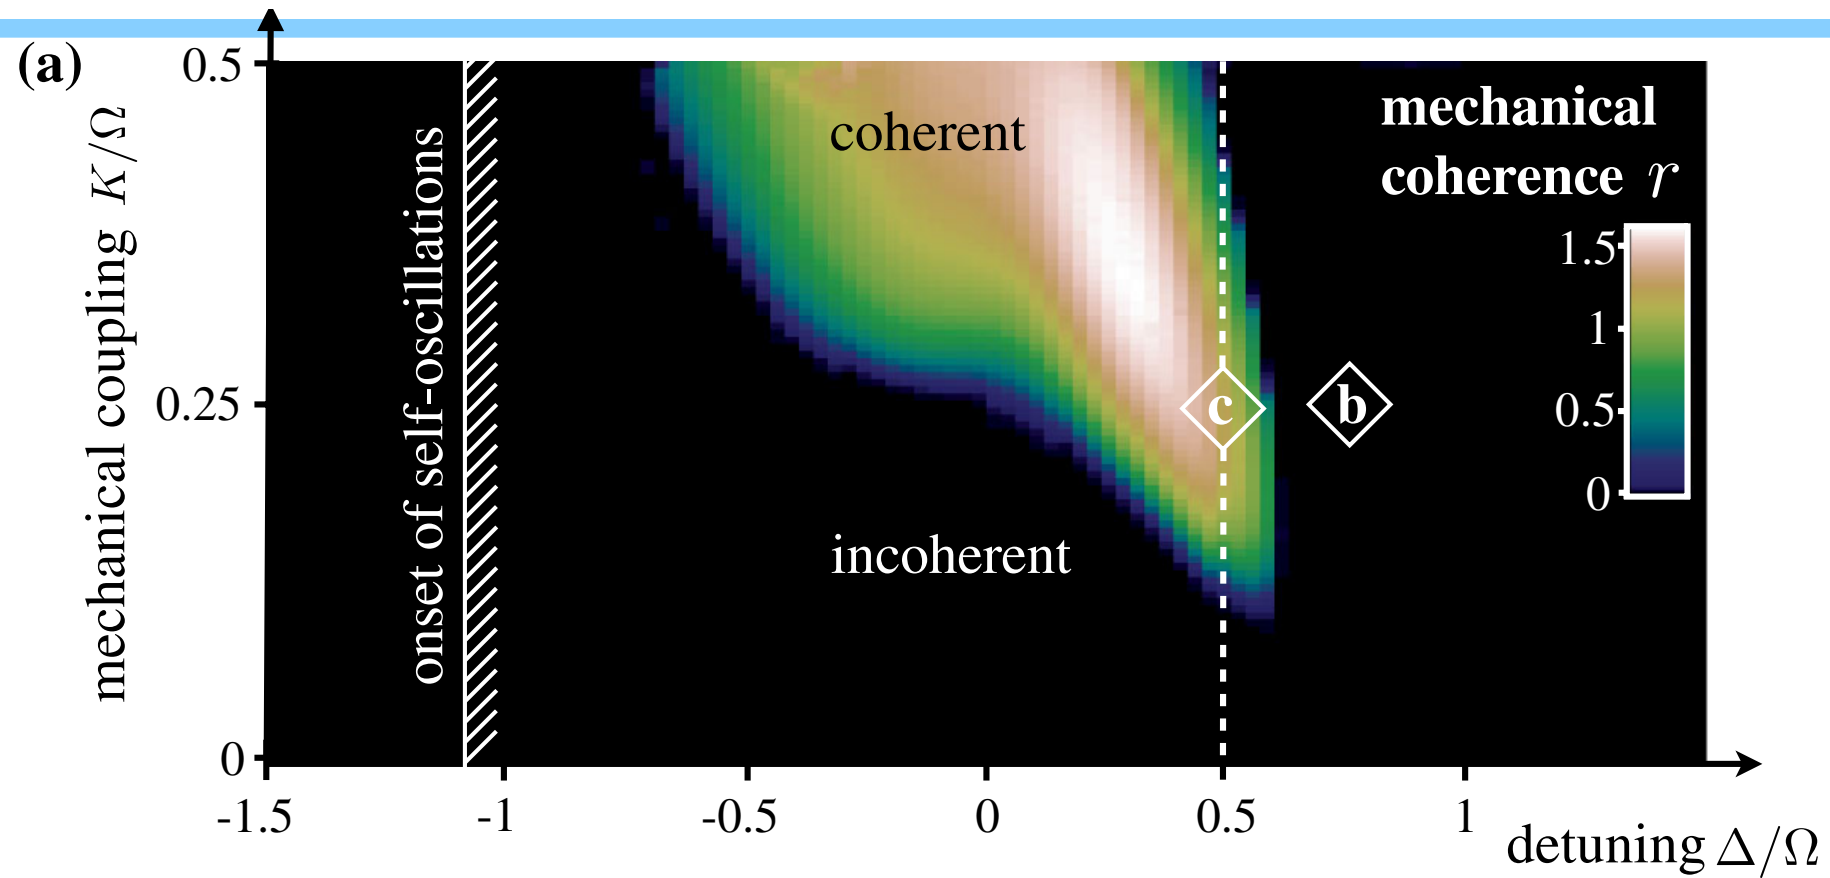 (a)
0.5
0.25
0
mechanical coupling K/Ω
onset of self-oscillations
coherent
incoherent
c
b
mechanical
coherence r
1.5
1
0.5
0
-1.5
-1
-0.5
0
0.5
1
detuning Δ/Ω